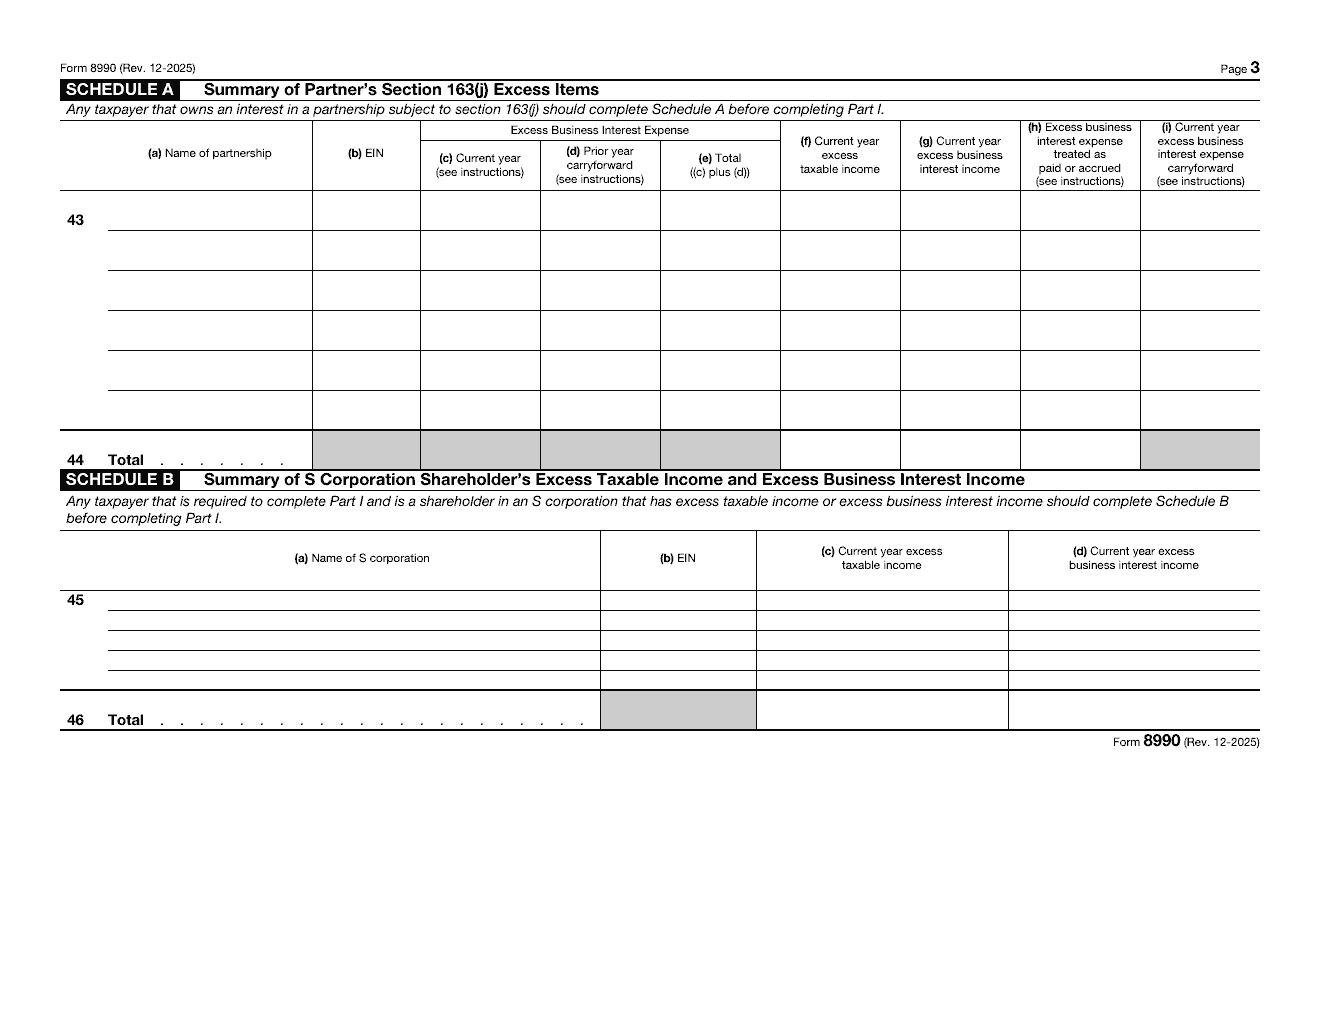 Form 8990 (Rev. 12-2025) Page 3
SCHEDULE A Summary of Partner’s Section 163(j) Excess Items
Any taxpayer that owns an interest in a partnership subject to section 163(j) should complete Schedule A before completing Part I.
(a) Name of partnership
(b) EIN
Excess Business Interest Expense
(c) Current year
(see instructions)
(d) Prior year
carryforward
(see instructions)
(e) Total
((c) plus (d))
(f) Current year
excess
taxable income
(g) Current year
excess business
interest income
(h) Excess business
interest expense
treated as
paid or accrued
(see instructions)
(i) Current year
excess business
interest expense
carryforward
(see instructions)
43
44 Total . . . . . . .
SCHEDULE B Summary of S Corporation Shareholder’s Excess Taxable Income and Excess Business Interest Income
Any taxpayer that is required to complete Part I and is a shareholder in an S corporation that has excess taxable income or excess business interest income should complete Schedule B
before completing Part I.
(a) Name of S corporation
(b) EIN
(c) Current year excess
taxable income
(d) Current year excess
business interest income
45
46 Total . . . . . . . . . . . . . . . . . . . . . .
Form 8990 (Rev. 12-2025)